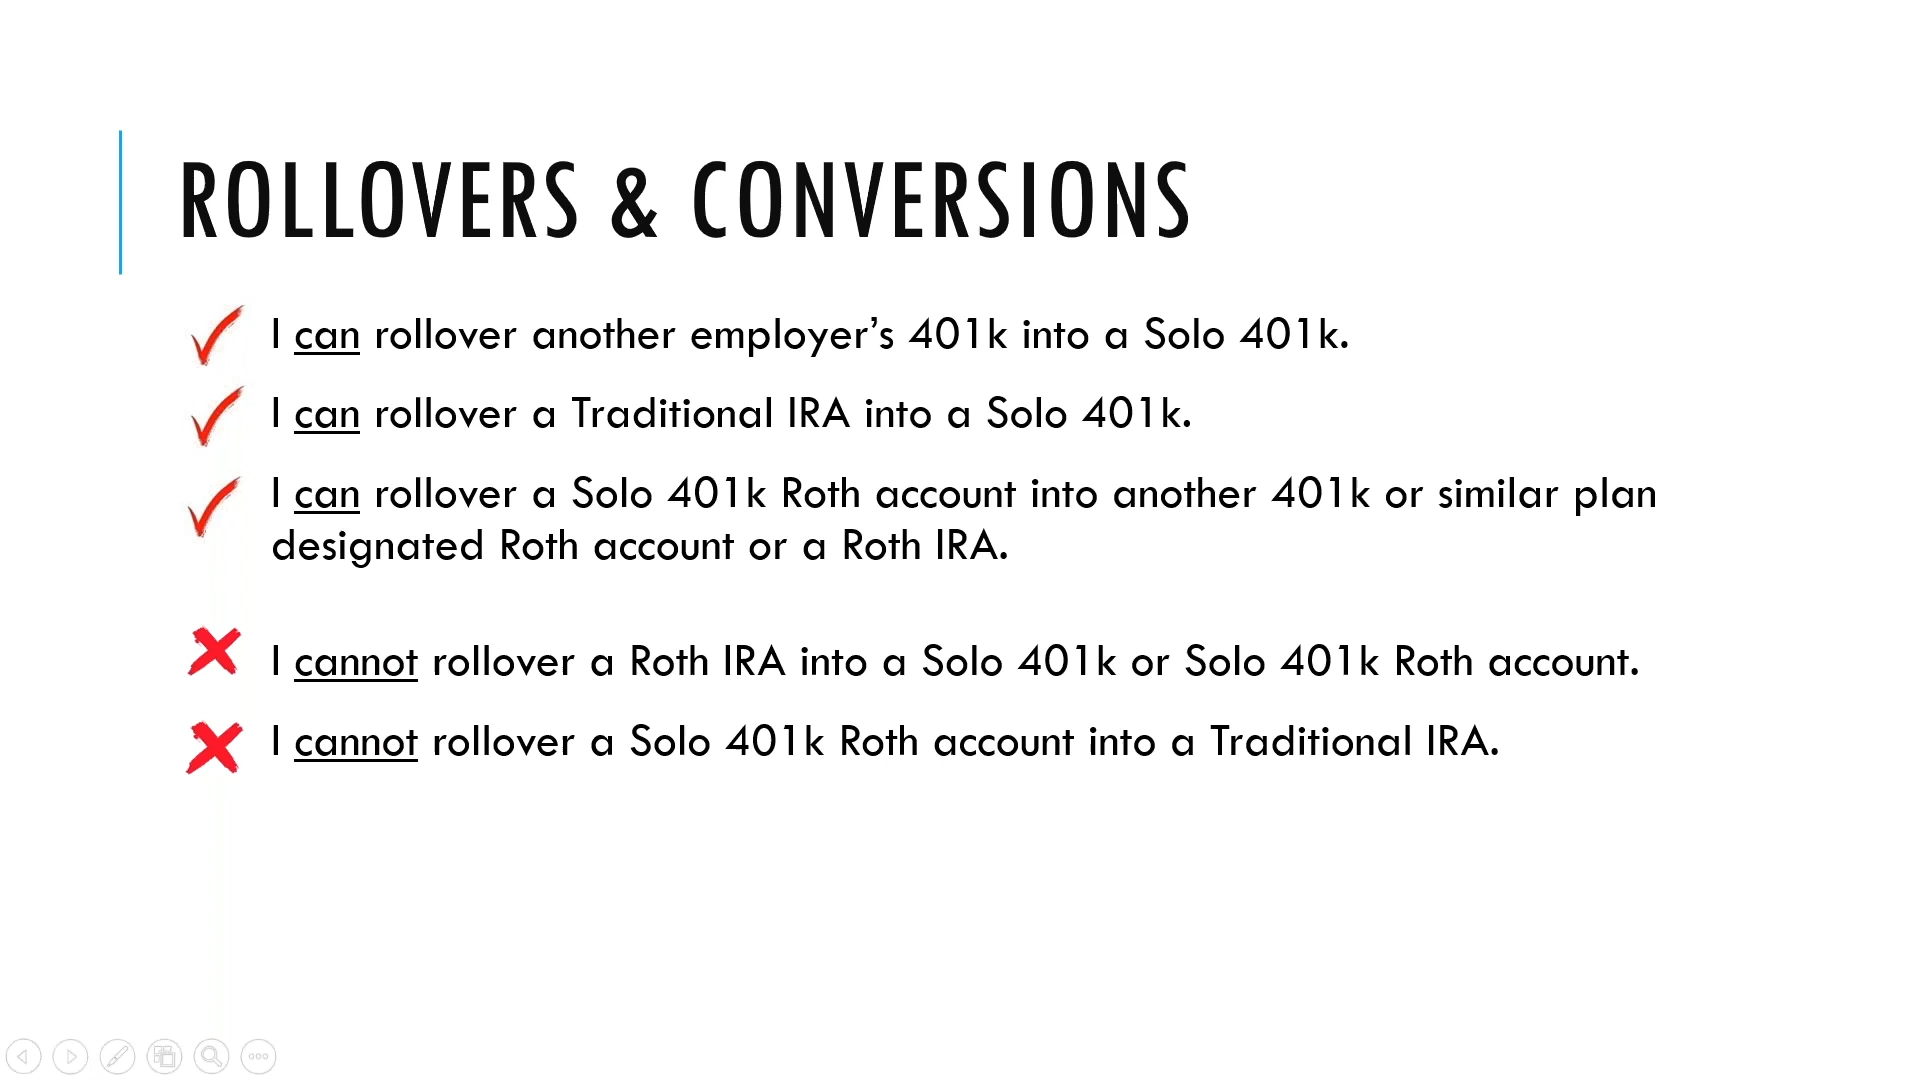 ROLLOVERS & CONVERSIONS
I can rollover another employer’s 401k into a Solo 401k.
I can rollover a Traditional IRA into a Solo 401k.
I can rollover a Solo 401k Roth account into another 401k or similar plan
designated Roth account or a Roth IRA.
I cannot rollover a Roth IRA into a Solo 401k or Solo 401k Roth account.
I cannot rollover a Solo 401k Roth account into a Traditional IRA.